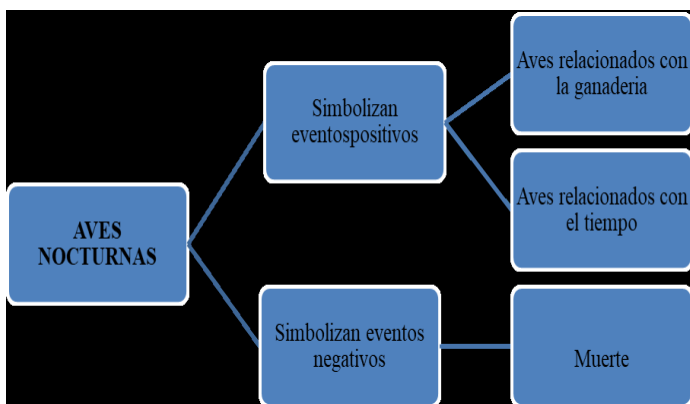 AVES
NOCTURNAS
Simbolizan
eventospositivos
Aves relacionados con
la ganaderia
Aves relacionados con
el tiempo
Simbolizan eventos
negativos
Muerte